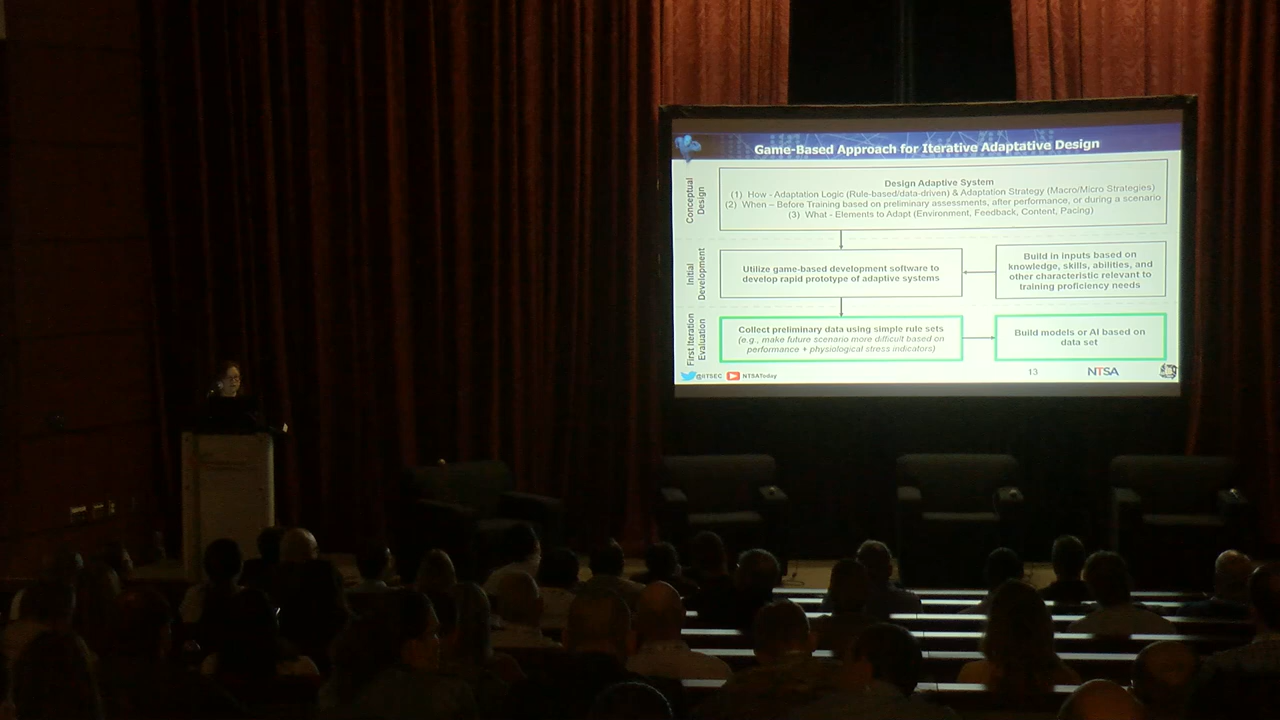 Game-Based Approach for Iterative Adaptative Design
Conceptual
Design
Design Adaptive System
(1) How - Adaptation Logic (Rule-based/data-driven) & Adaptation Strategy (Macro/Micro Strategies)
(2) When – Before Training based on preliminary assessments, after performance, or during a scenario
(3) What - Elements to Adapt (Environment, Feedback, Content, Pacing)
Initial
Development
Utilize game-based development software to
develop rapid prototype of adaptive systems
Build in inputs based on
knowledge, skills, abilities, and
other characteristic relevant to
training proficiency needs
First Iteration
Evaluation
Collect preliminary data using simple rule sets
(e.g., make future scenario more difficult based on
performance + physiological stress indicators)
Build models or AI based on
data set
@IITSEC
NTSAToday
13
NTSA